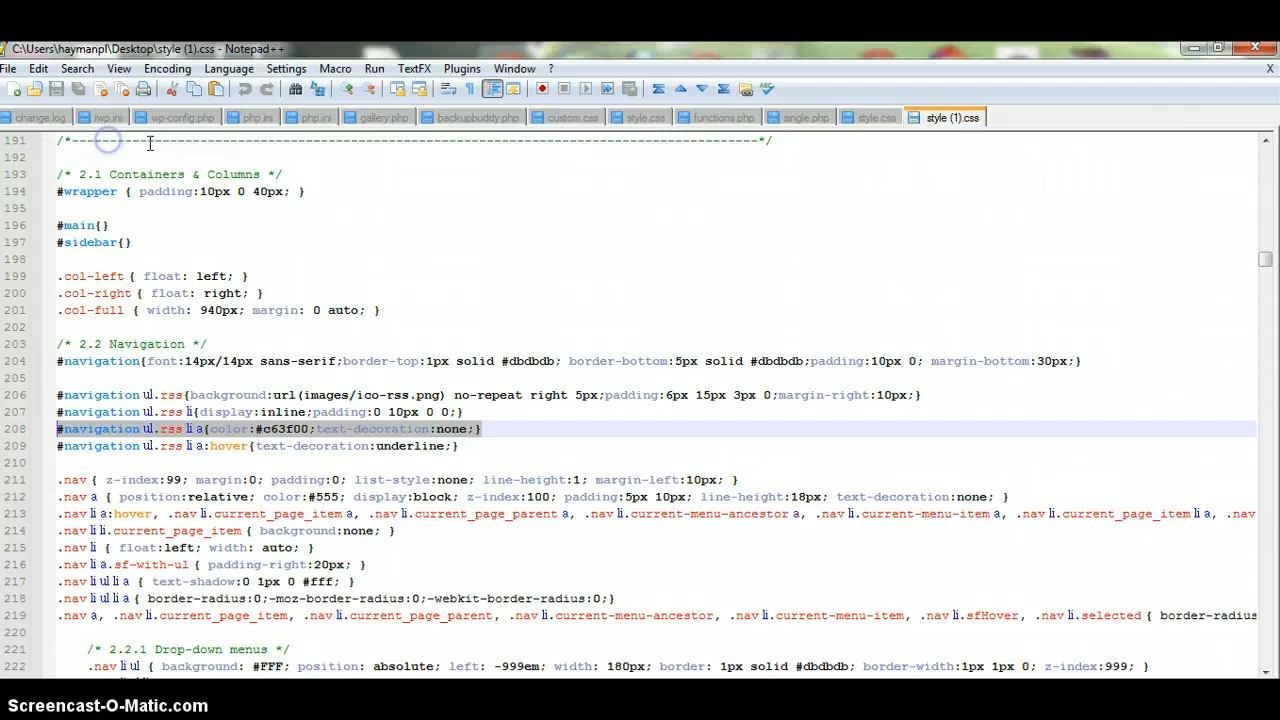 C:\Users\haymanpl\Desktop\style (1).css - Notepad++
File Edit Search View Encoding Language Settings Macro Run TextFX Plugins Window ? X
change.log iwp.ini wp-config.php php.ini php.ini gallery.php backupbuddy.php custom.css style.css functions.php single.php style.css style (1).css
191 /*-----------------------------------------------------------------------------------*/
192
193 /* 2.1 Containers & Columns */
194 #wrapper { padding:10px 0 40px; }
195
196 #main{}
197 #sidebar{}
198
199 .col-left { float: left; }
200 .col-right { float: right; }
201 .col-full { width: 940px; margin: 0 auto; }
202
203 /* 2.2 Navigation */
204 #navigation{font:14px/14px sans-serif;border-top:1px solid #dbdbdb; border-bottom:5px solid #dbdbdb;padding:10px 0; margin-bottom:30px;}
205
206 #navigation ul.rss{background:url(images/ico-rss.png) no-repeat right 5px;padding:6px 15px 3px 0;margin-right:10px;}
207 #navigation ul.rss li{display:inline;padding:0 10px 0 0;}
208 #navigation ul.rss li a{color:#c63f00;text-decoration:none;}
209 #navigation ul.rss li a:hover{text-decoration:underline;}
210
211 .nav { z-index:99; margin:0; padding:0; list-style:none; line-height:1; margin-left:10px; }
212 .nav a { position:relative; color:#555; display:block; z-index:100; padding:5px 10px; line-height:18px; text-decoration:none; }
213 .nav li a:hover, .nav li.current_page_item a, .nav li.current_page_parent a, .nav li.current-menu-ancestor a, .nav li.current-menu-item a, .nav li.current_page_item li a, .nav
214 .nav li li.current_page_item { background:none; }
215 .nav li { float:left; width: auto; }
216 .nav li a.sf-with-ul { padding-right:20px; }
217 .nav li ul li a { text-shadow:0 1px 0 #fff; }
218 .nav li ul li a { border-radius:0;-moz-border-radius:0;-webkit-border-radius:0;}
219 .nav a, .nav li.current_page_item, .nav li.current_page_parent, .nav li.current-menu-ancestor, .nav li.current-menu-item, .nav li.sfHover, .nav li.selected { border-radius
220
221 /* 2.2.1 Drop-down menus */
222 .nav li ul { background: #FFF; position: absolute; left: -999em; width: 180px; border: 1px solid #dbdbdb; border-width:1px 1px 0; z-index:999; }
Screencast-O-Matic.com